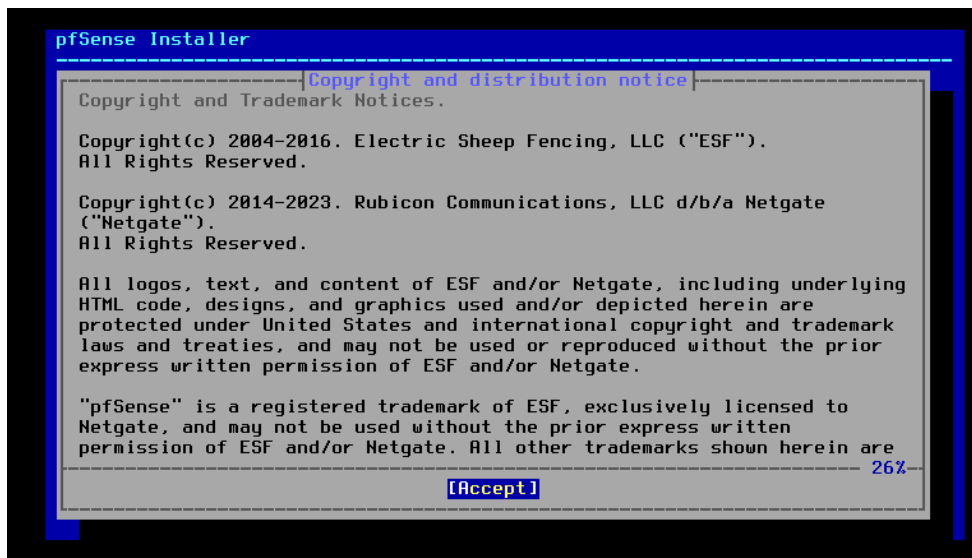 pfSense Installer
Copyright and distribution notice
Copyright and Trademark Notices.
Copyright(c) 2004-2016. Electric Sheep Fencing, LLC ("ESF").
All Rights Reserved.
Copyright(c) 2014-2023. Rubicon Communications, LLC d/b/a Netgate
("Netgate").
All Rights Reserved.
All logos, text, and content of ESF and/or Netgate, including underlying
HTML code, designs, and graphics used and/or depicted herein are
protected under United States and international copyright and trademark
laws and treaties, and may not be used or reproduced without the prior
express written permission of ESF and/or Netgate.
"pfSense" is a registered trademark of ESF, exclusively licensed to
Netgate, and may not be used without the prior express written
permission of ESF and/or Netgate. All other trademarks shown herein are
26%
[Accept]